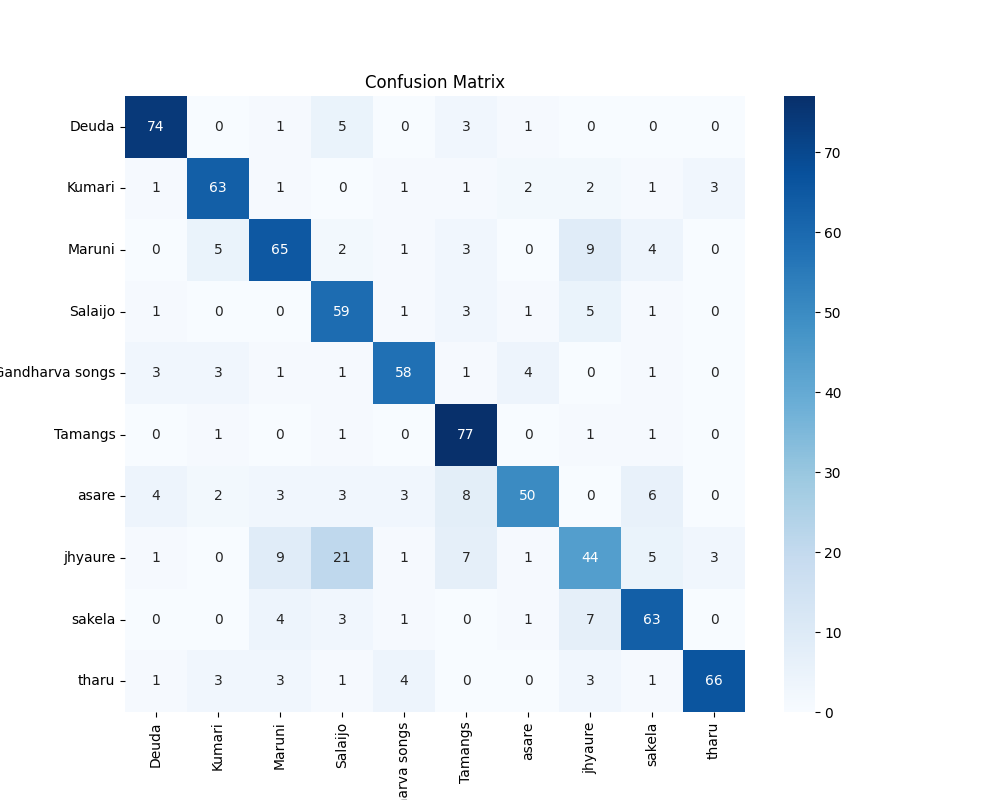 Confusion Matrix
Deuda 74 0 1 5 0 3 1 0 0 0
Kumari 1 63 1 0 1 1 2 2 1 3
Maruni 0 5 65 2 1 3 0 9 4 0
Salaijo 1 0 0 59 1 3 1 5 1 0
Gandharva songs 3 3 1 1 58 1 4 0 1 0
Tamangs 0 1 0 1 0 77 0 1 1 0
asare 4 2 3 3 3 8 50 0 6 0
jhyaure 1 0 9 21 1 7 1 44 5 3
sakela 0 0 4 3 1 0 1 7 63 0
tharu 1 3 3 1 4 0 0 3 1 66
Deuda Kumari Maruni Salaijo arva songs Tamangs asare jhyaure sakela tharu
70
60
50
40
30
20
10
0